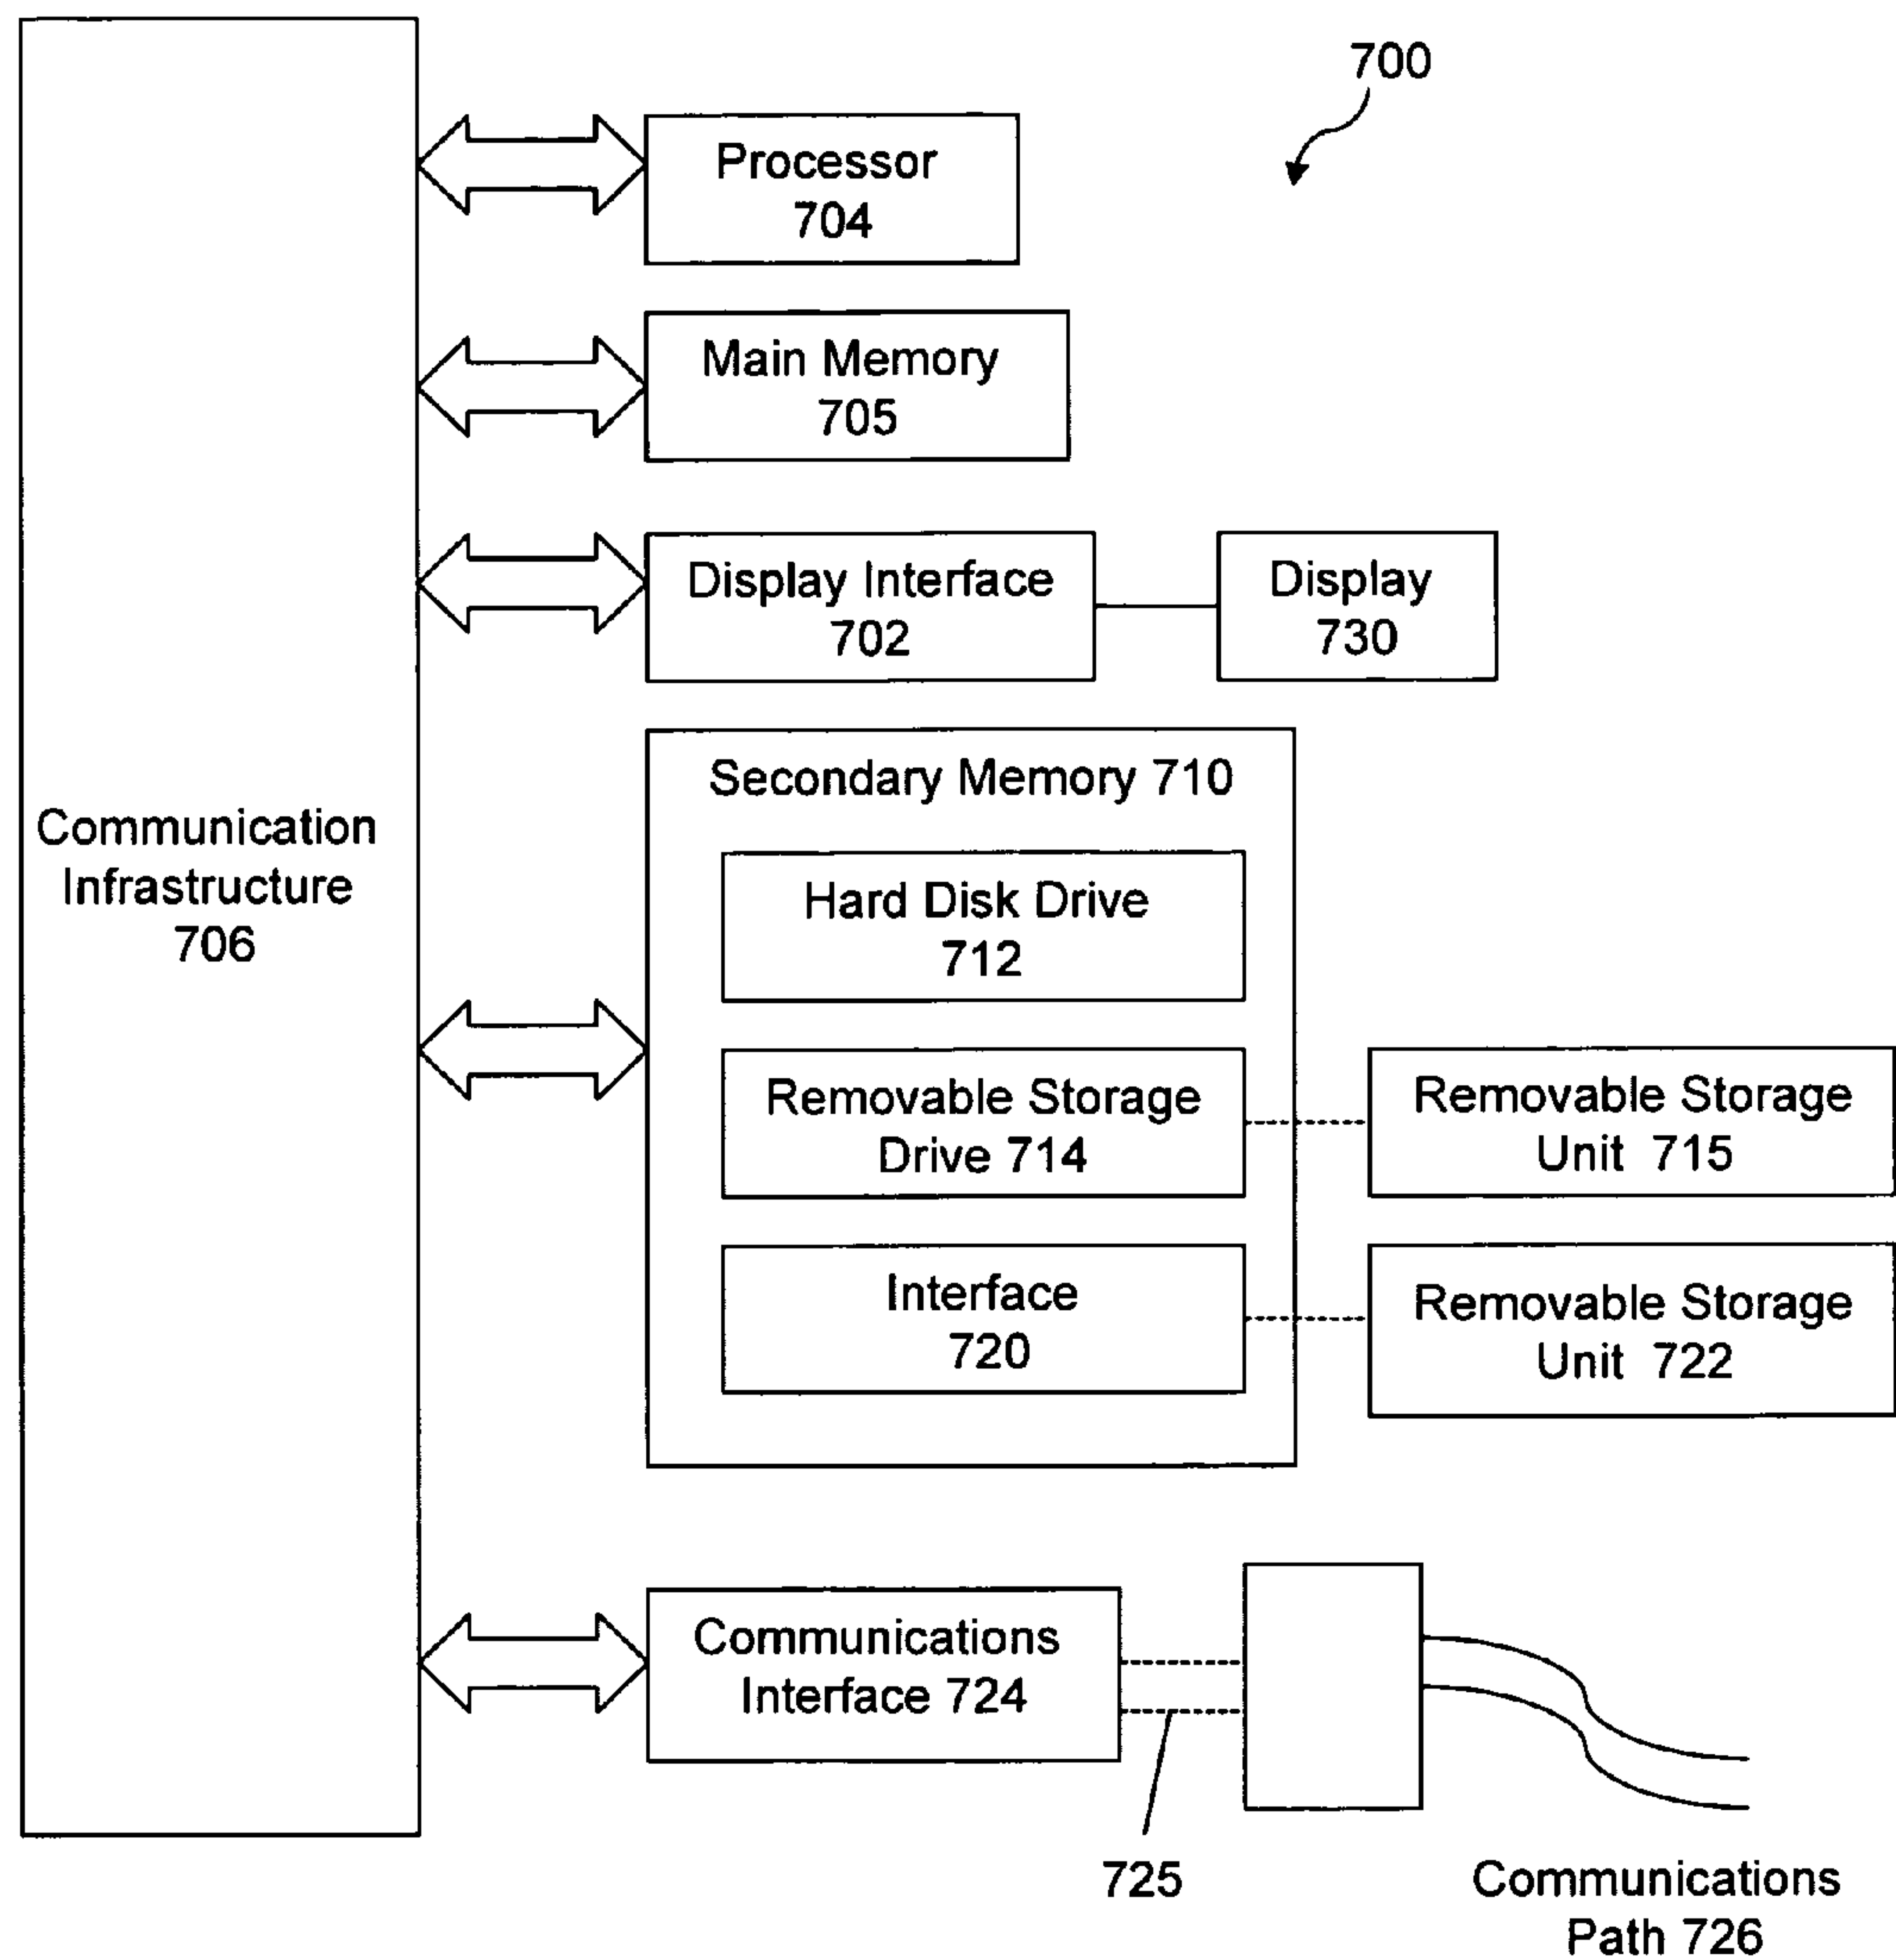 700
Processor
704
Main Memory
705
Display Interface
702
Display
730
Secondary Memory 710
Communication
Infrastructure
706
Hard Disk Drive
712
Removable Storage
Drive 714
Removable Storage
Unit 715
Interface
720
Removable Storage
Unit 722
Communications
Interface 724
725
Communications
Path 726